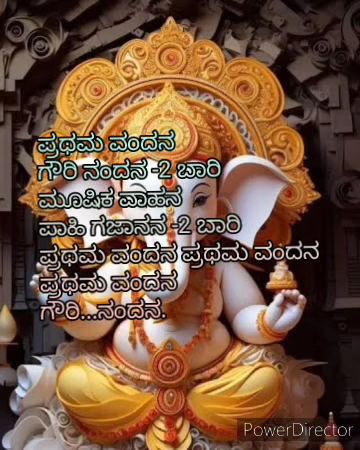 ಪ್ರಥಮ ವಂದನ
ಗೌರಿ ನಂದನ -2 ಬಾರಿ
ಮೂಷಿಕ ವಾಹನ
ಪಾಹಿ ಗಜಾನನ -2 ಬಾರಿ
ಪ್ರಥಮ ವಂದನ ಪ್ರಥಮ ವಂದನ
ಪ್ರಥಮ ವಂದನ
ಗೌರಿ...ನಂದನ.
PowerDirector